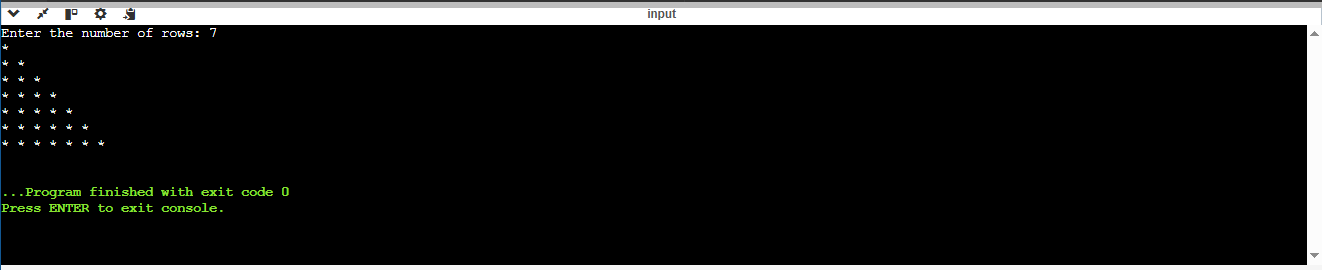 input
Enter the number of rows: 7
*
* *
* * *
* * * *
* * * * *
* * * * * *
* * * * * * *
...Program finished with exit code 0
Press ENTER to exit console.